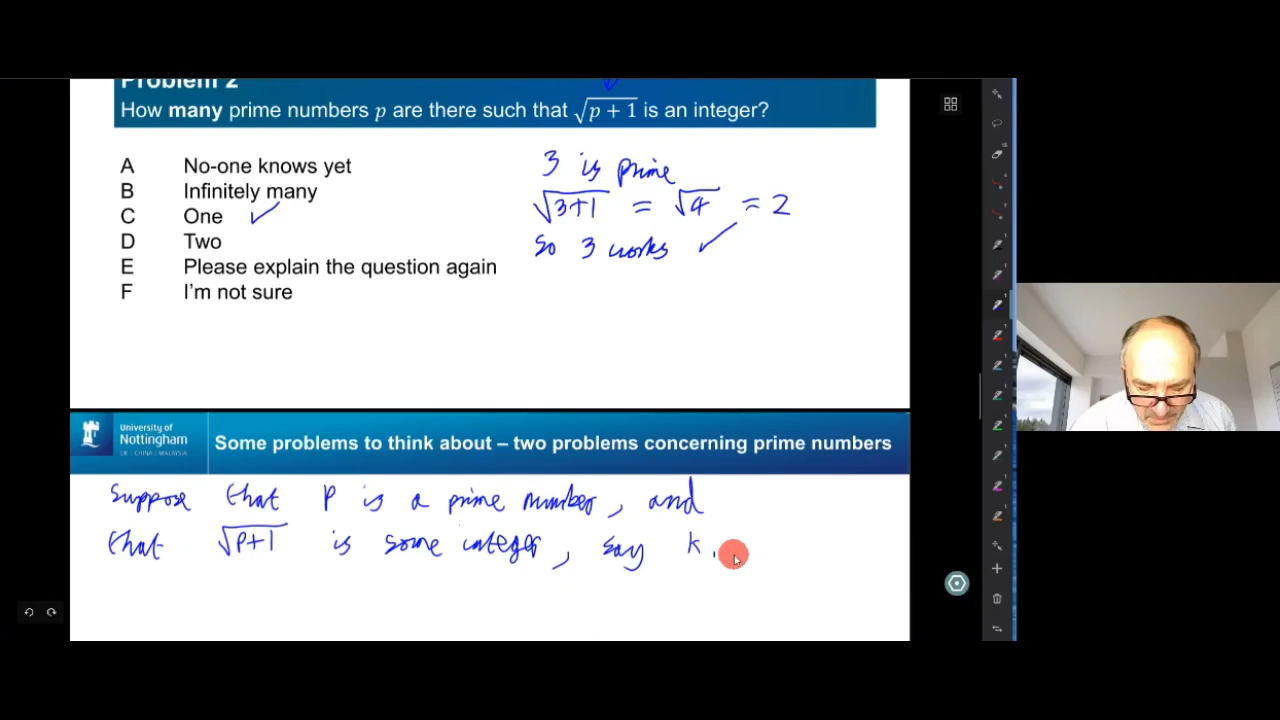 Problem 2
How many prime numbers p are there such that √p + 1 is an integer?
A No-one knows yet
B Infinitely many
C One ✓
D Two
E Please explain the question again
F I'm not sure
3 is prime
√3+1 = √4 = 2
So 3 works ✓
University of
Nottingham
UK | CHINA | MALAYSIA
Some problems to think about – two problems concerning prime numbers
Suppose that p is a prime number, and
that √p+1 is some integer, say k.